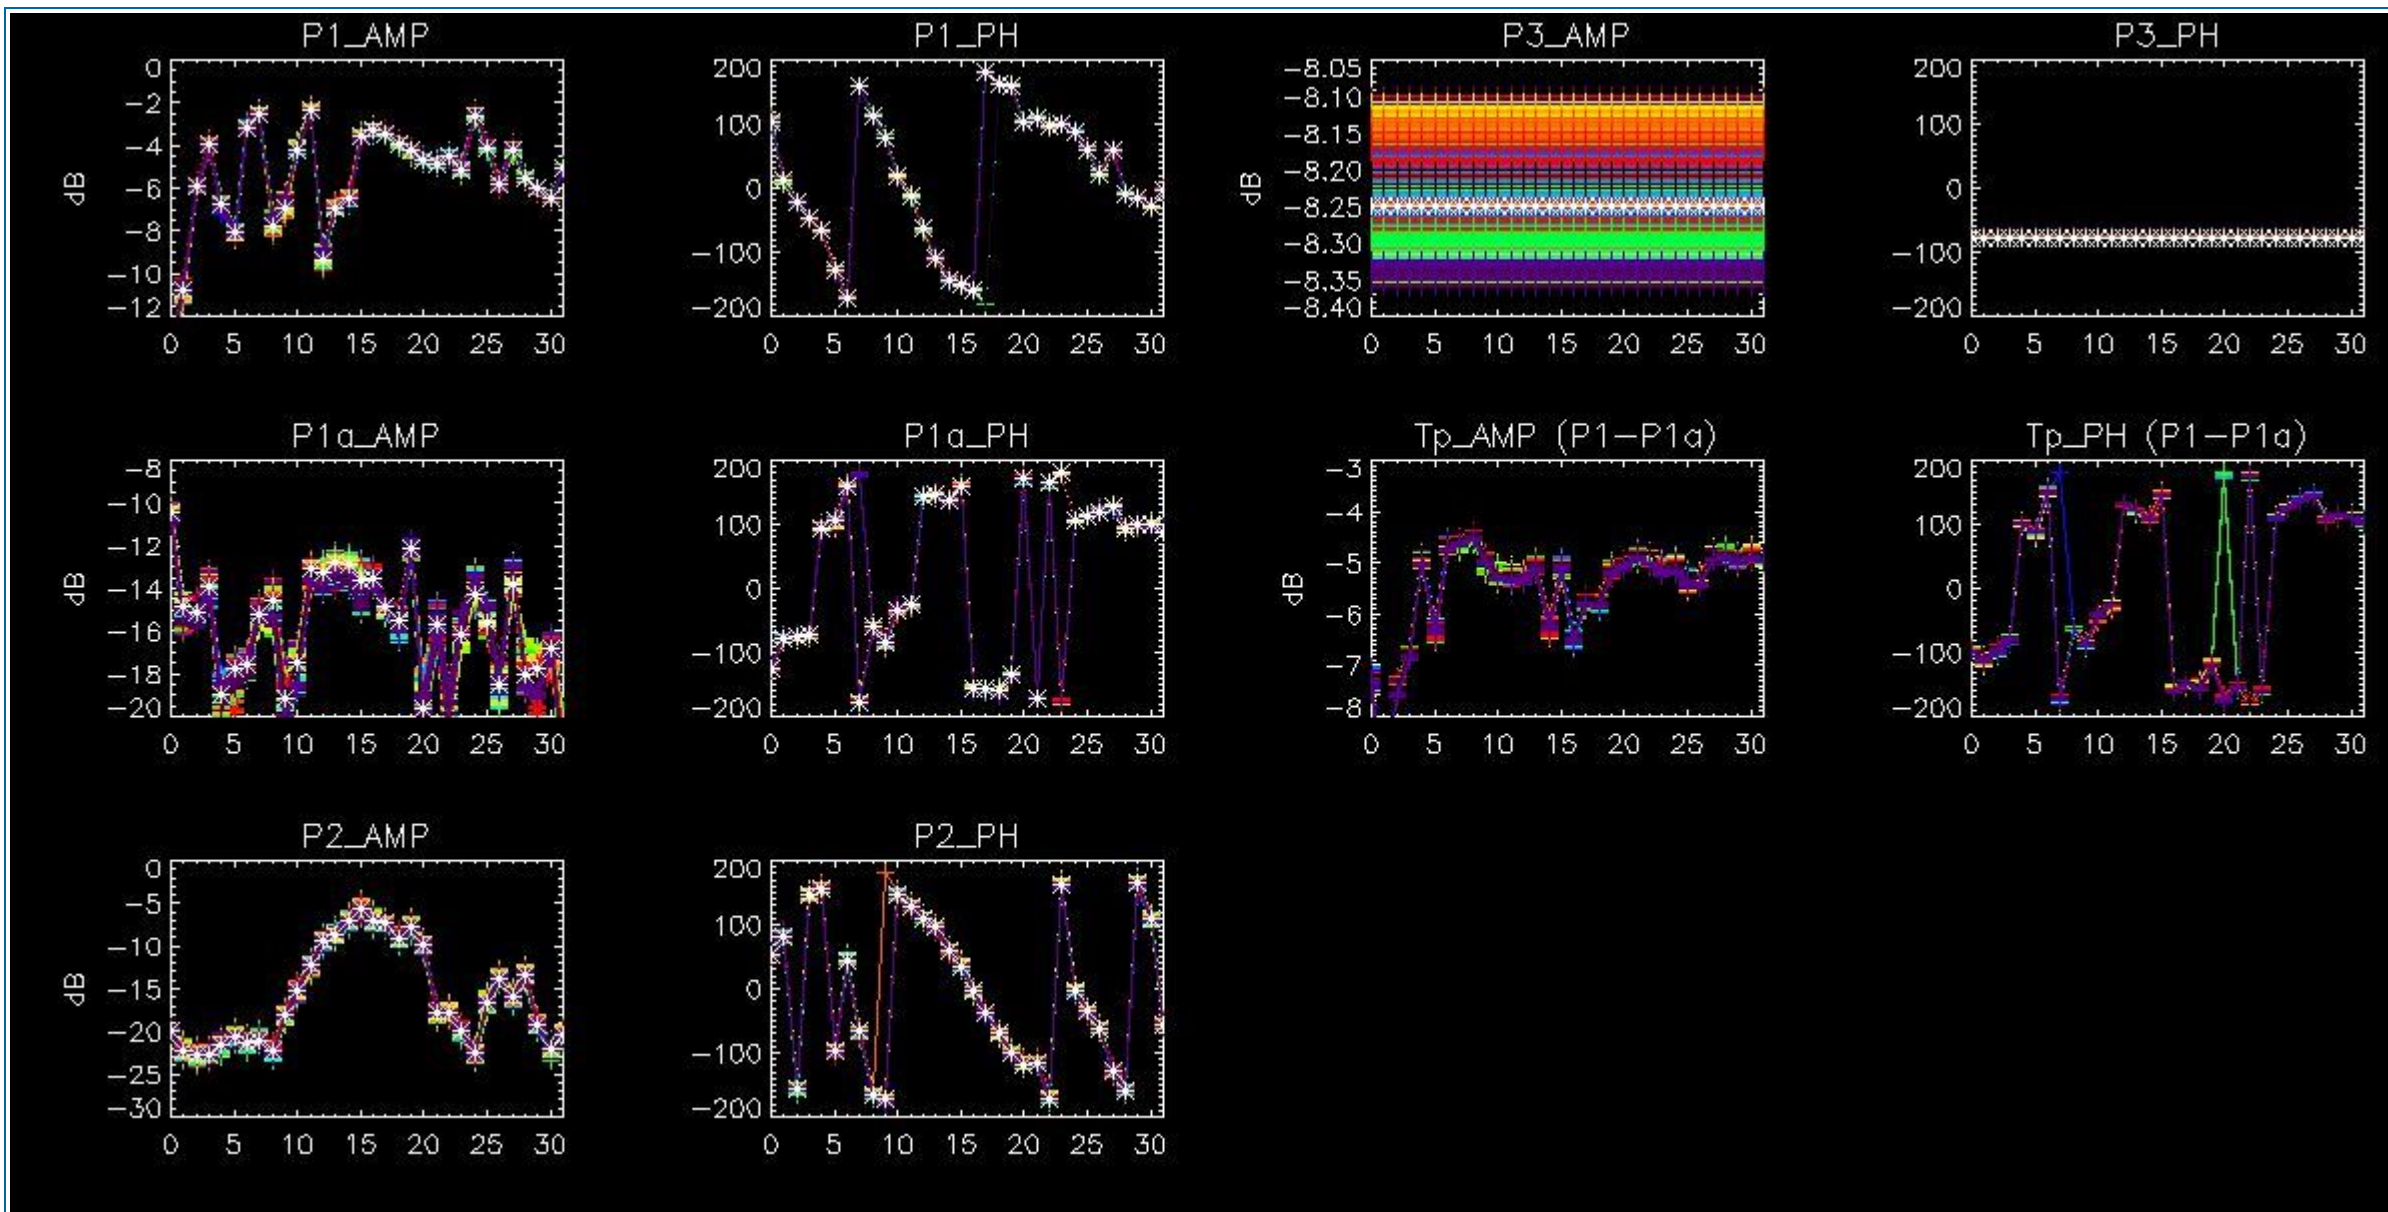 P1_AMP P1_PH P3_AMP P3_PH
0 200 −8.05 200
−2 −8.10
100 −8.15 100
−4
dB −6 0 dB −8.20 0
−8.25
−8 −100 −8.30 −100
−10 −8.35
−12 −200 −8.40 −200
0 5 10 15 20 25 30 0 5 10 15 20 25 30 0 5 10 15 20 25 30 0 5 10 15 20 25 30
P1a_AMP P1a_PH Tp_AMP (P1−P1a) Tp_PH (P1−P1a)
−8 200 −3 200
−10
−12 100 −4 100
dB −14 0 dB −5 0
−16 −6
−18 −100 −7 −100
−20 −200 −8 −200
0 5 10 15 20 25 30 0 5 10 15 20 25 30 0 5 10 15 20 25 30 0 5 10 15 20 25 30
P2_AMP P2_PH
0 200
−5
−10 100
dB −15 0
−20 −100
−25
−30 −200
0 5 10 15 20 25 30 0 5 10 15 20 25 30